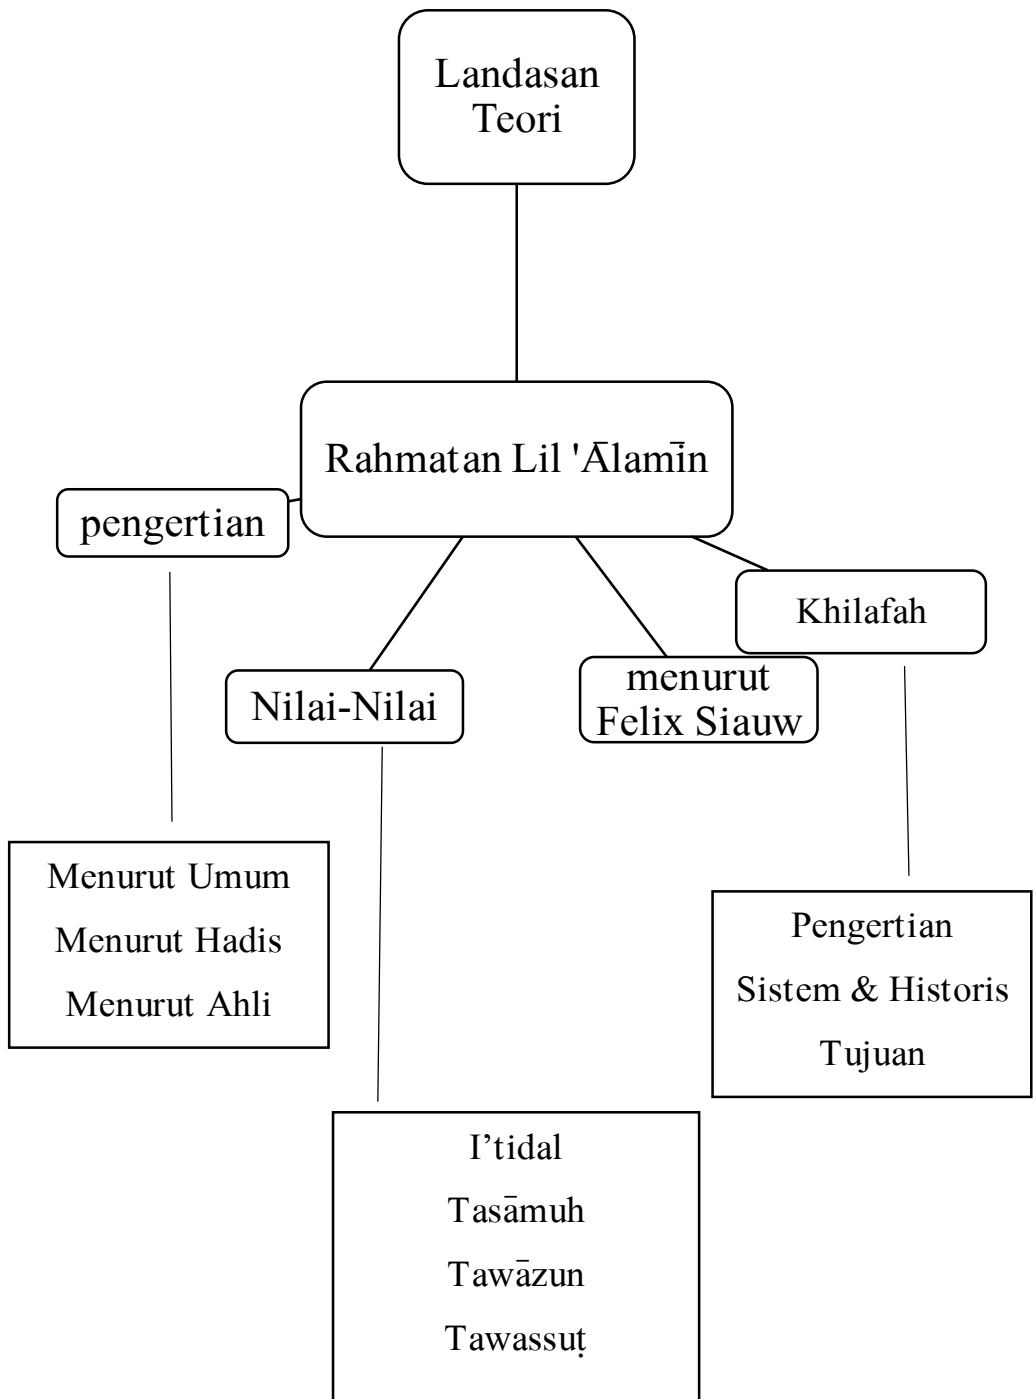 Landasan
Teori
Rahmatan Lil 'Ālamīn
pengertian
Khilafah
Nilai-Nilai
menurut
Felix Siauw
Menurut Umum
Menurut Hadis
Menurut Ahli
Pengertian
Sistem & Historis
Tujuan
I’tidal
Tasāmuh
Tawāzun
Tawassuṭ